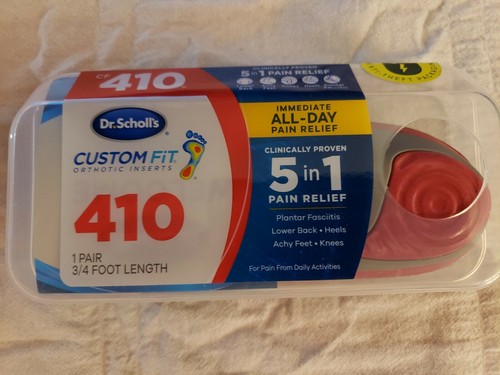 CF 410
CLINICALLY PROVEN
5 in 1 PAIN RELIEF
Dr. Scholl's
CUSTOM FiT
ORTHOTIC INSERTS
410
1 PAIR
3/4 FOOT LENGTH
IMMEDIATE
ALL-DAY
PAIN RELIEF
CLINICALLY PROVEN
5 in 1
PAIN RELIEF
Plantar Fasciitis
Lower Back • Heels
Achy Feet • Knees
For Pain From Daily Activities